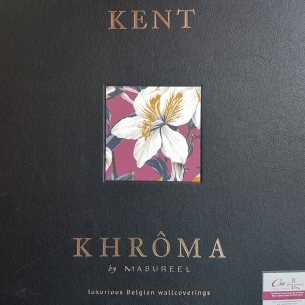 KENT
KHRÔMA
by MASUREEL
luxurious Belgian wallcoverings